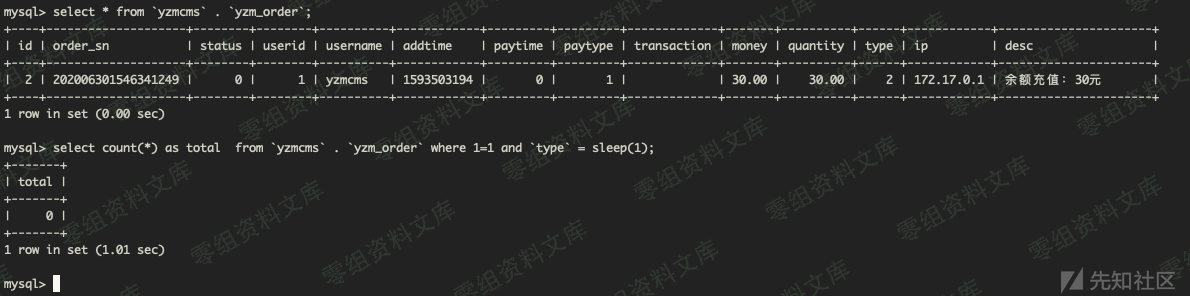 mysql> select * from `yzmcms` . `yzm_order`;
+----+--------------------+--------+--------+----------+------------+---------+---------+-------------+-------+----------+------+------------+--------------------+
| id | order_sn | status | userid | username | addtime | paytime | paytype | transaction | money | quantity | type | ip | desc |
+----+--------------------+--------+--------+----------+------------+---------+---------+-------------+-------+----------+------+------------+--------------------+
| 2 | 202006301546341249 | 0 | 1 | yzmcms | 1593503194 | 0 | 1 | | 30.00 | 30.00 | 2 | 172.17.0.1 | 余额充值：30元 |
+----+--------------------+--------+--------+----------+------------+---------+---------+-------------+-------+----------+------+------------+--------------------+
1 row in set (0.00 sec)
mysql> select count(*) as total  from `yzmcms` . `yzm_order` where 1=1 and `type` = sleep(1);
+-------+
| total |
+-------+
| 0 |
+-------+
1 row in set (1.01 sec)
mysql>
零组资料文库
先知社区